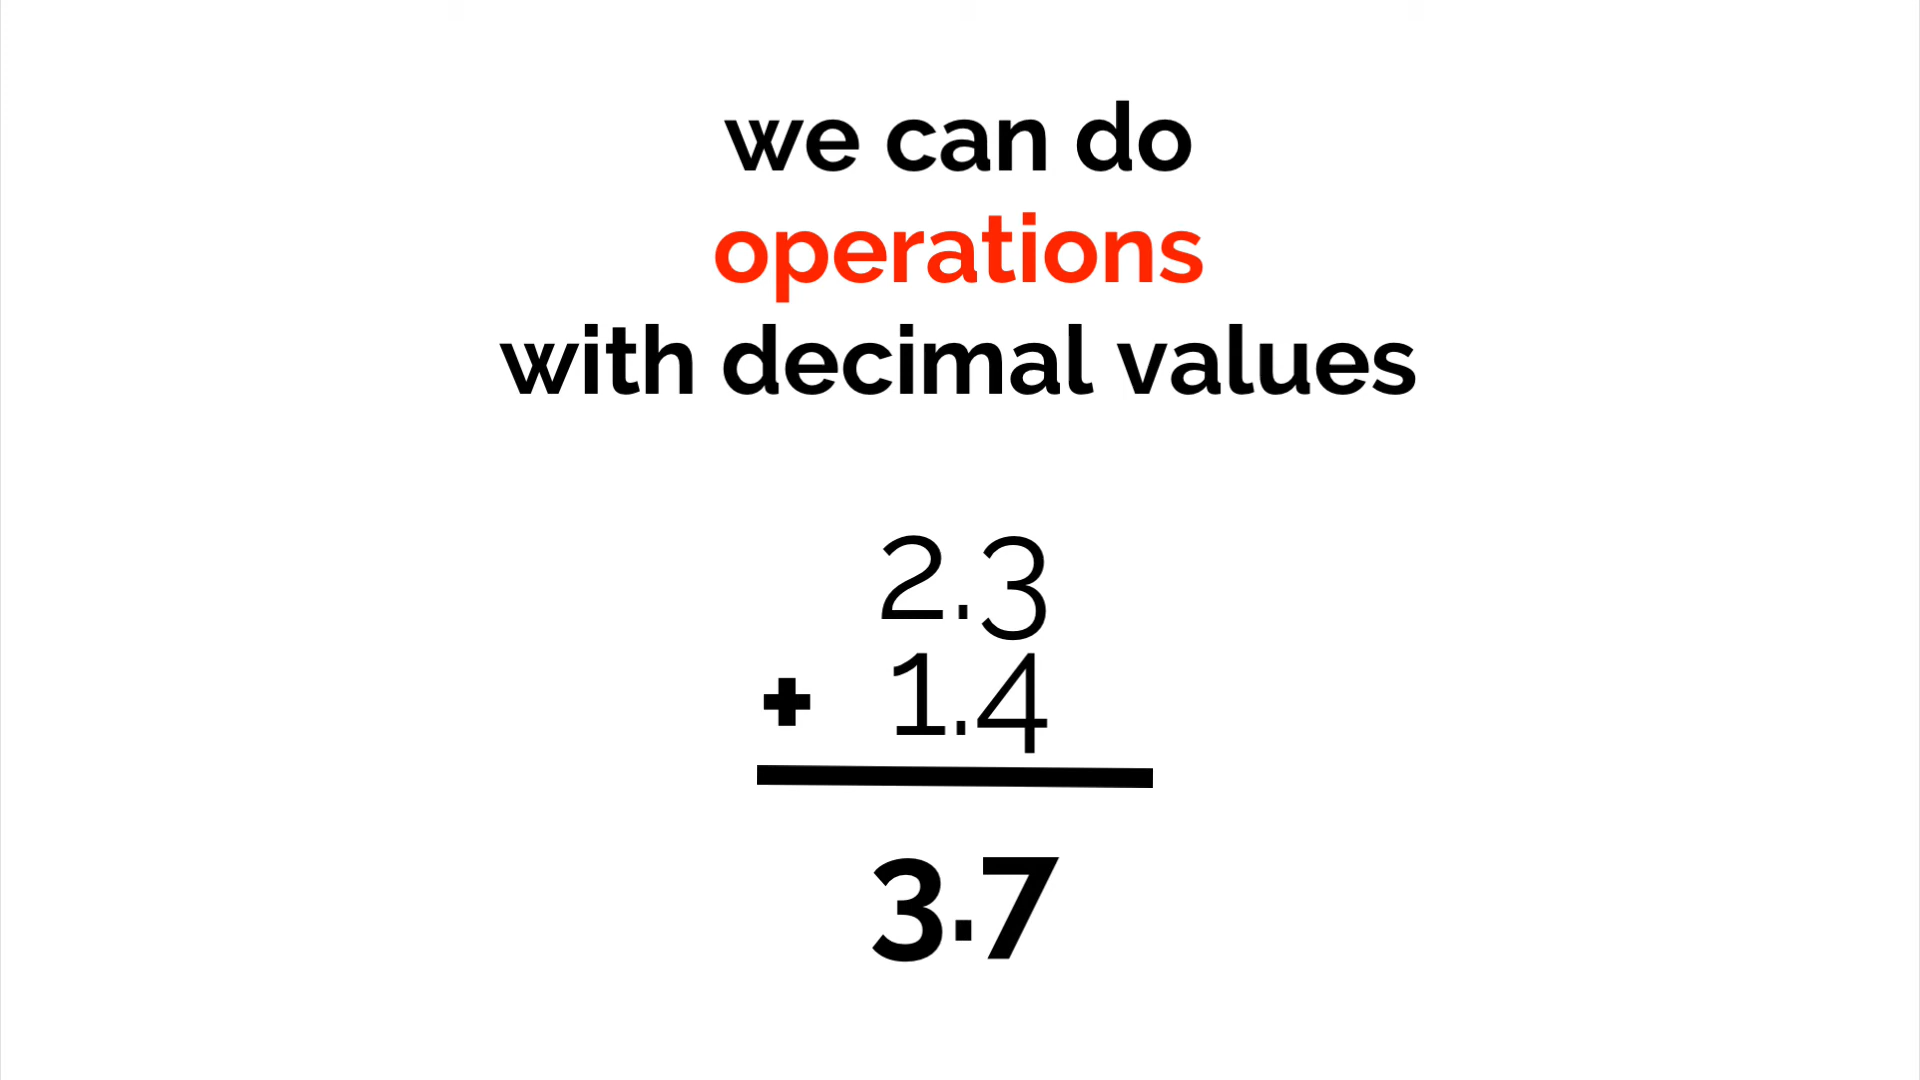 we can do
operations
with decimal values
2.3
+ 1.4
3.7